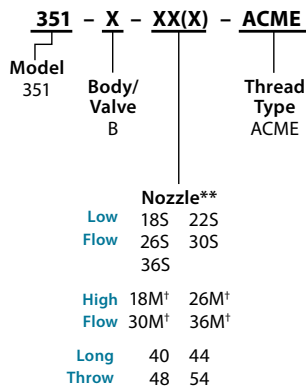 351 – X – XX(X) – ACME
Model
351
Body/
Valve
B
Thread
Type
ACME
Nozzle**
Low 18S 22S
Flow 26S 30S
36S
High 18M† 26M†
Flow 30M† 36M†
Long 40 44
Throw 48 54